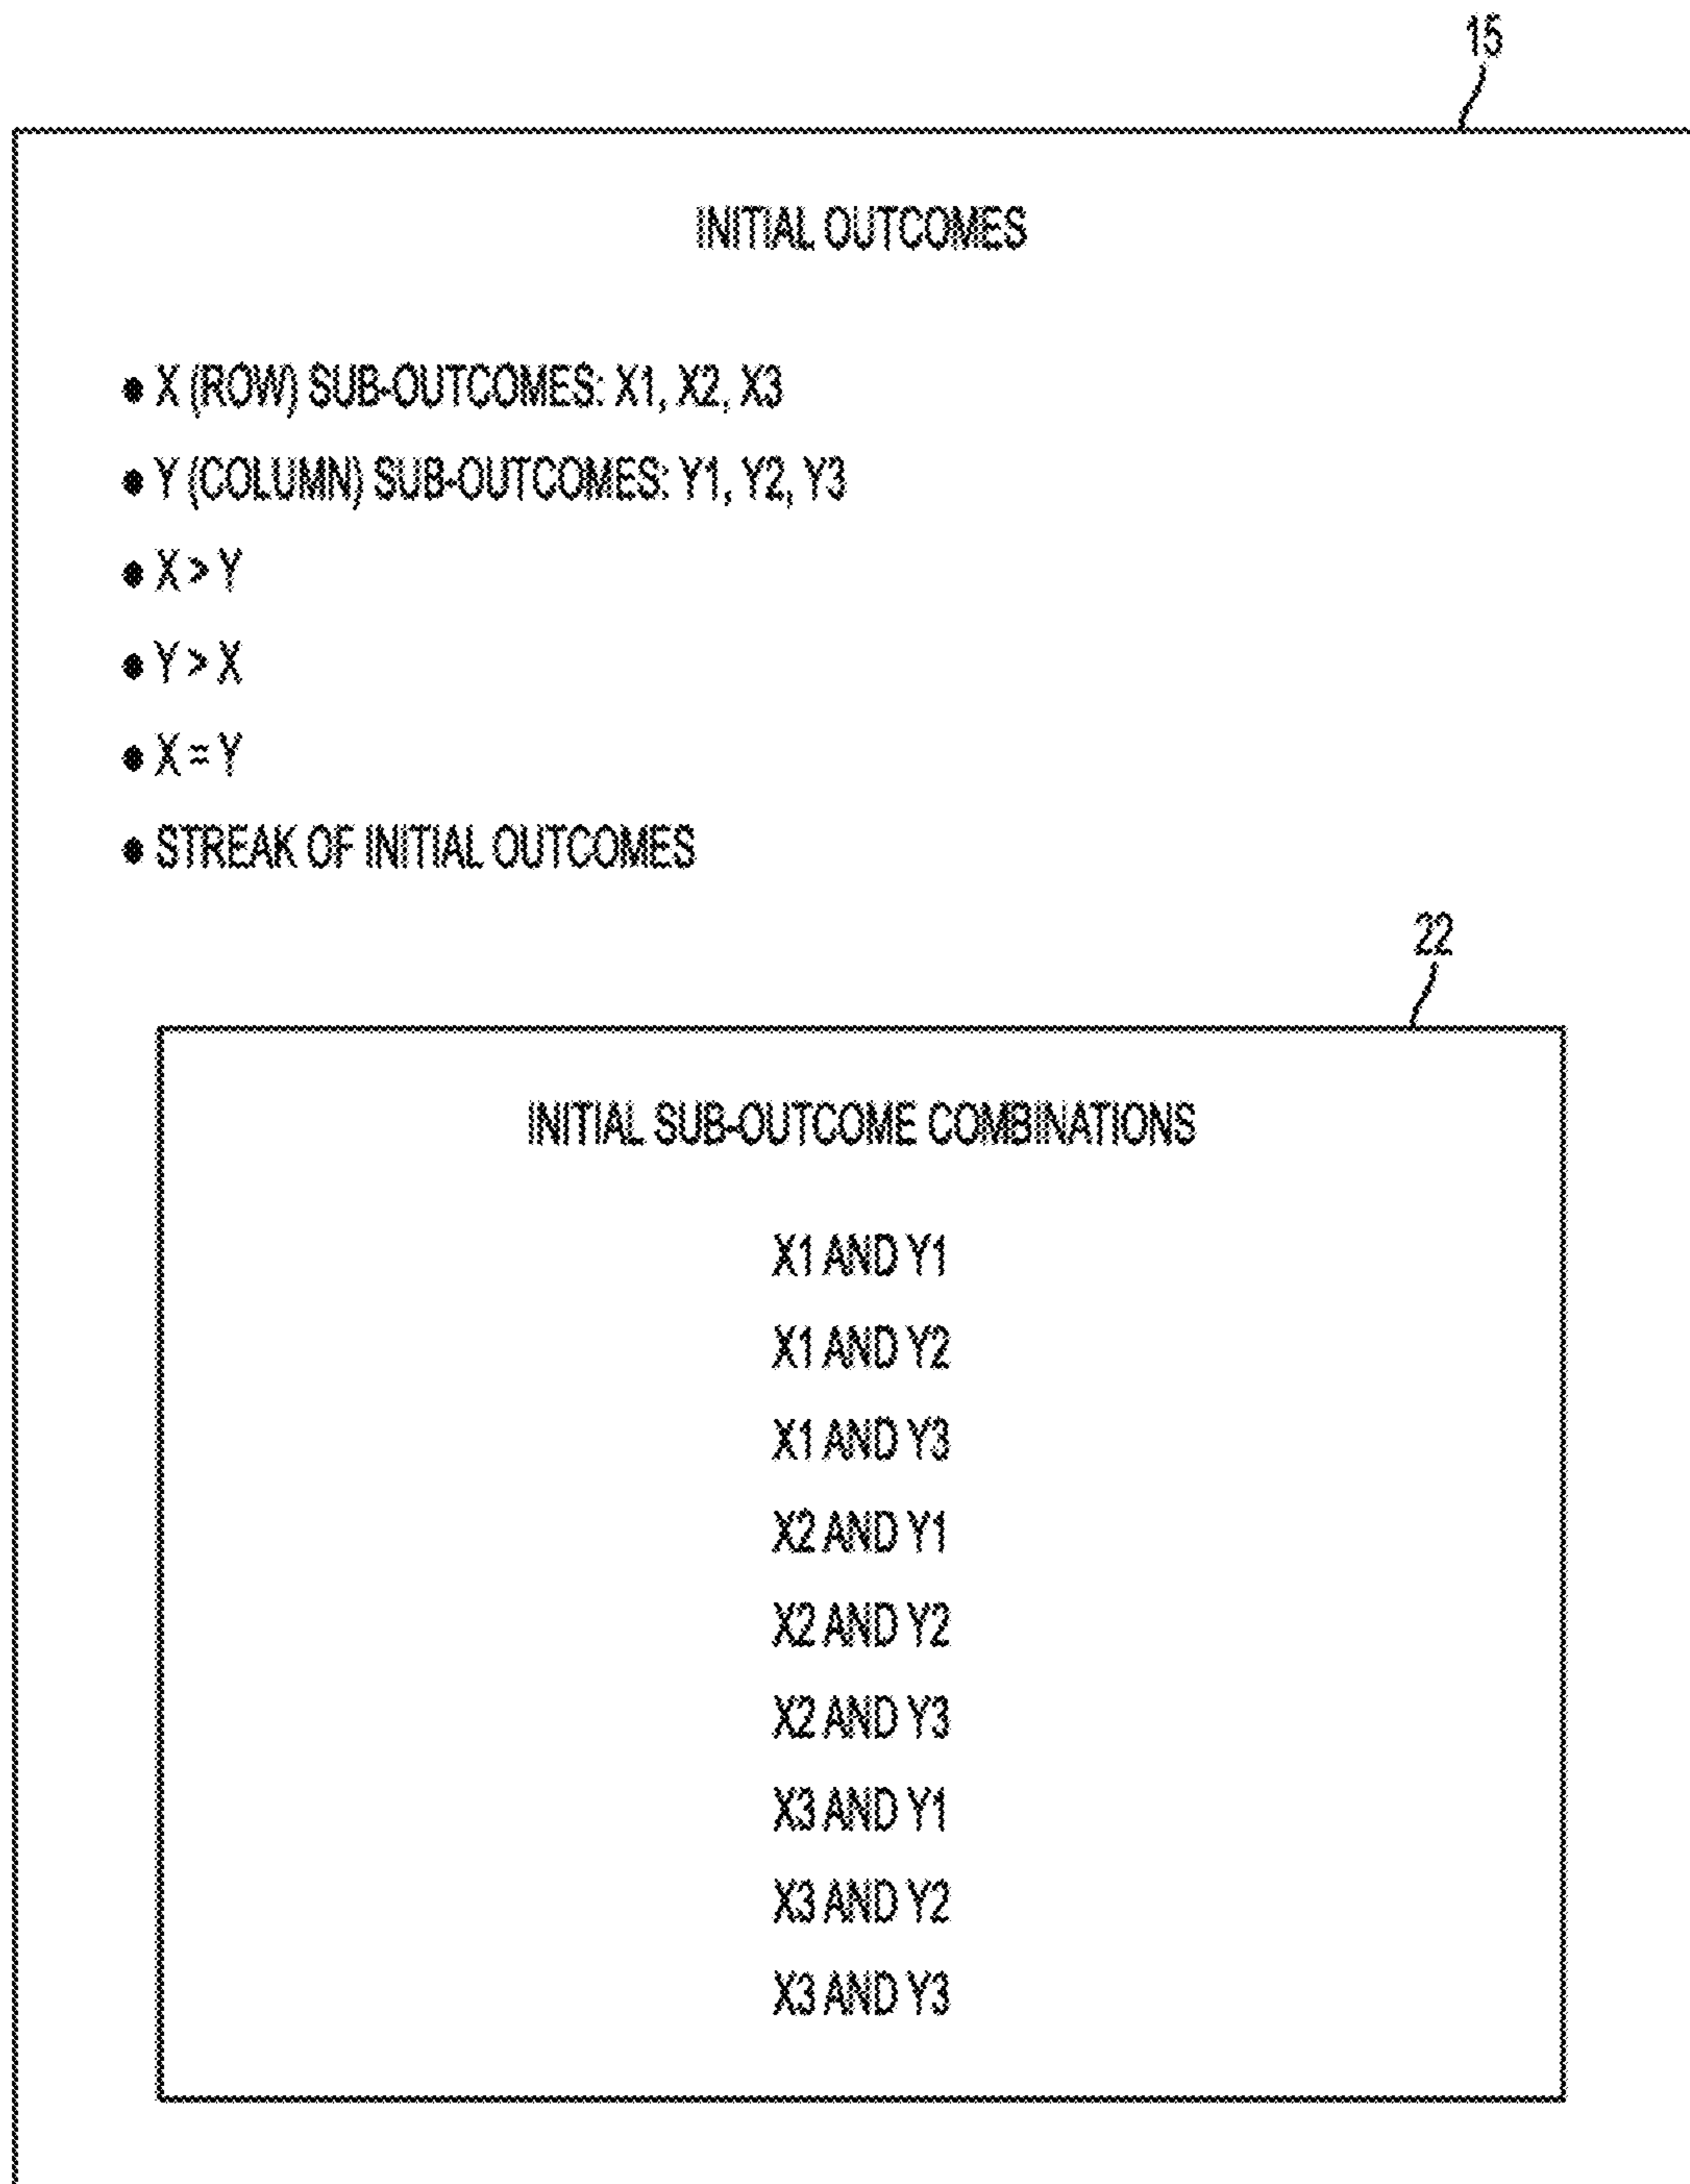 15
INITIAL OUTCOMES
● X (ROW) SUB-OUTCOMES: X1, X2, X3
● Y (COLUMN) SUB-OUTCOMES: Y1, Y2, Y3
● X > Y
● Y > X
● X = Y
● STREAK OF INITIAL OUTCOMES
22
INITIAL SUB-OUTCOME COMBINATIONS
X1 AND Y1
X1 AND Y2
X1 AND Y3
X2 AND Y1
X2 AND Y2
X2 AND Y3
X3 AND Y1
X3 AND Y2
X3 AND Y3